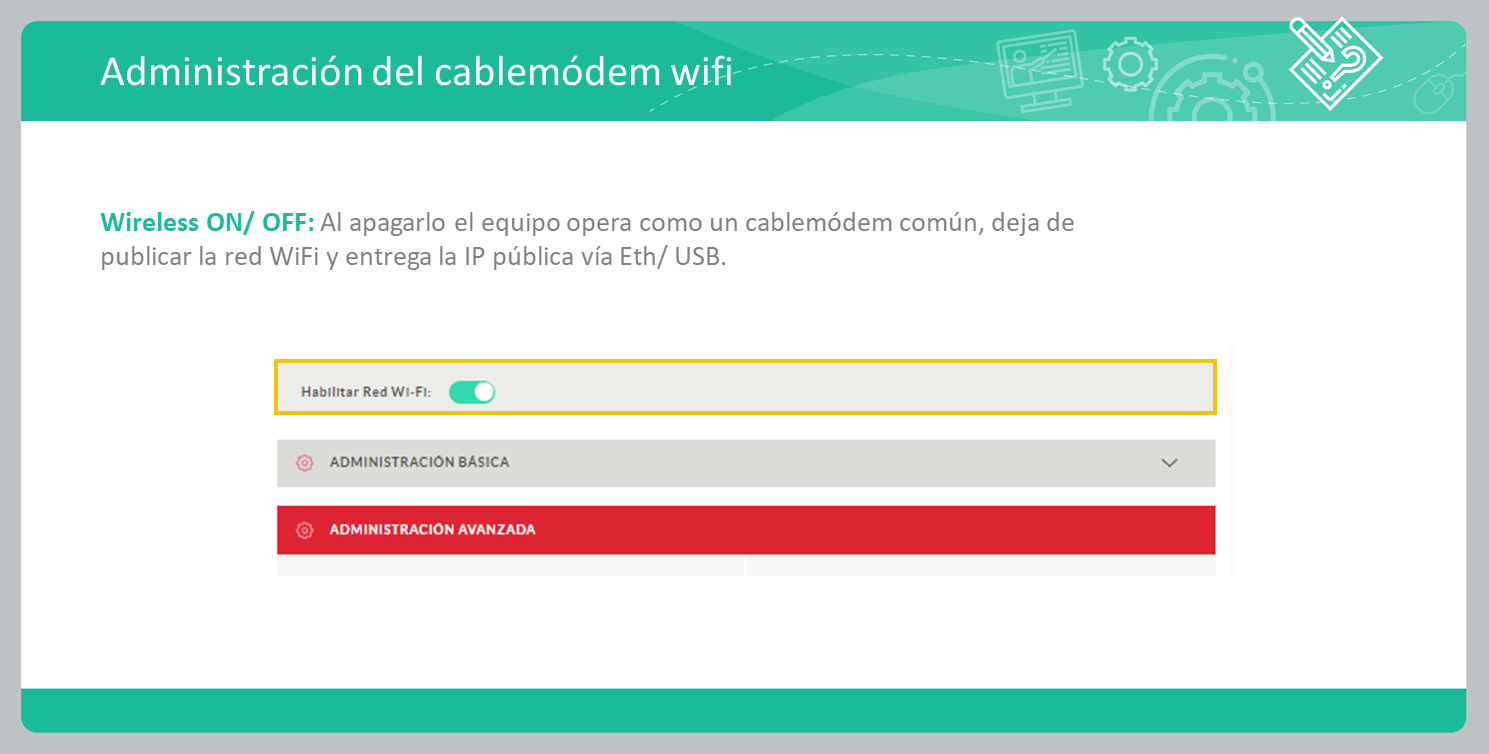 Administración del cablemódem wifi
Wireless ON/ OFF: Al apagarlo el equipo opera como un cablemódem común, deja de
publicar la red WiFi y entrega la IP pública vía Eth/ USB.
Habilitar Red Wi-Fi:
ADMINISTRACIÓN BÁSICA
ADMINISTRACIÓN AVANZADA